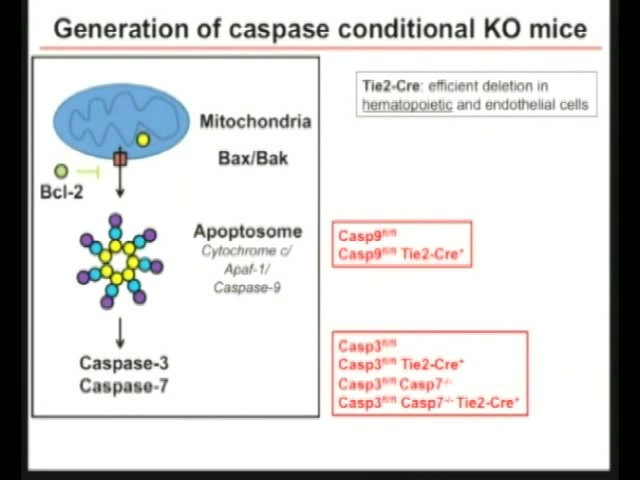 Generation of caspase conditional KO mice
Tie2-Cre: efficient deletion in
hematopoietic and endothelial cells
Mitochondria
Bax/Bak
Bcl-2
Apoptosome
Cytochrome c/
Apaf-1/
Caspase-9
Casp9fl/fl
Casp9fl/fl Tie2-Cre+
Caspase-3
Caspase-7
Casp3fl/fl
Casp3fl/fl Tie2-Cre+
Casp3fl/fl Casp7-/-
Casp3fl/fl Casp7-/- Tie2-Cre+